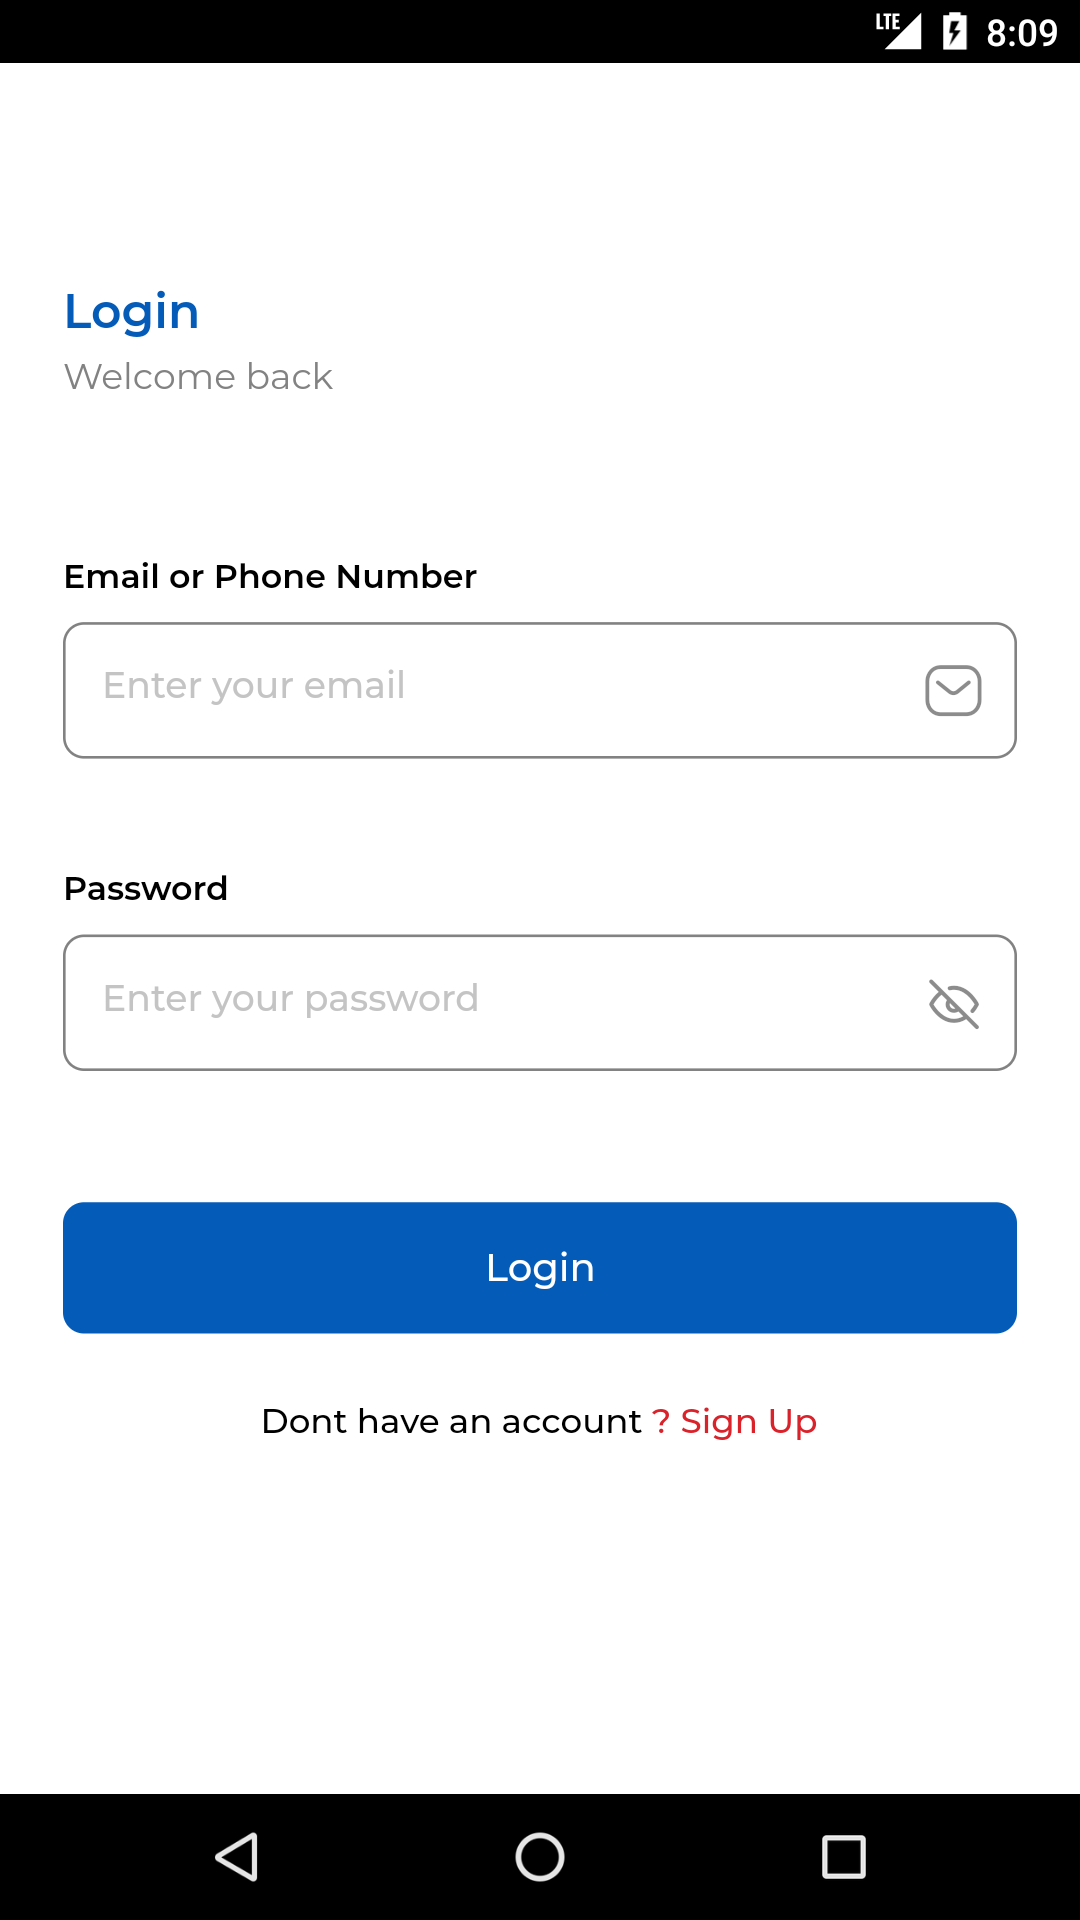 LTE 8:09
Login
Welcome back
Email or Phone Number
Enter your email
Password
Enter your password
Login
Dont have an account ? Sign Up